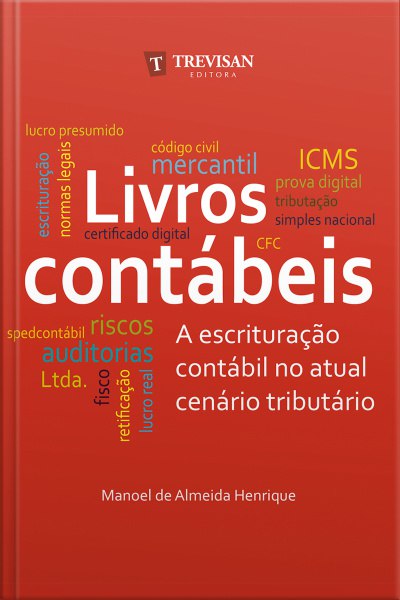 TREVISAN
EDITORA
lucro presumido
código civil
mercantil
ICMS
escrituração
normas legais
prova digital
tributação
simples nacional
Livros
certificado digital
CFC
contábeis
spedcontábil
riscos
auditorias
Ltda.
fisco
retificação
lucro real
A escrituração
contábil no atual
cenário tributário
Manoel de Almeida Henrique